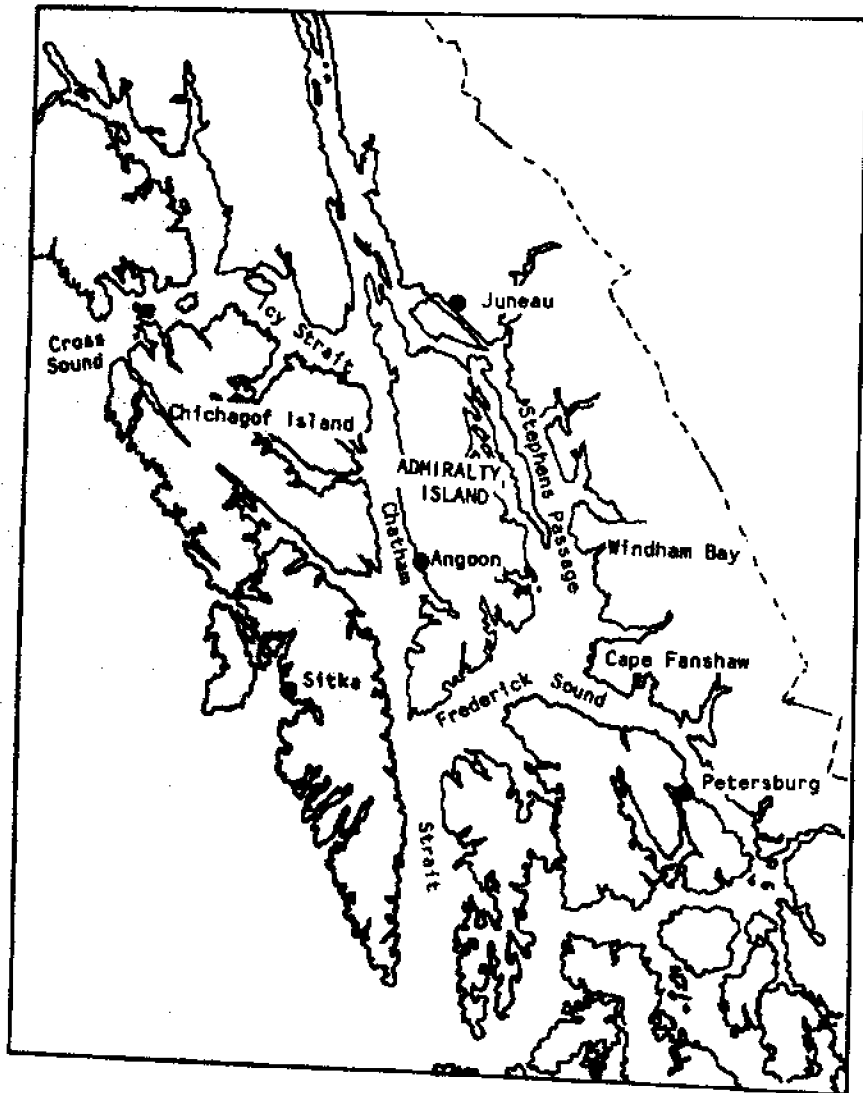 Juneau
Icy Strait
Cross
Sound
Chichagof Island
Stephens Passage
ADMIRALTY
ISLAND
Chatham
Angoon
Windham Bay
Cape Fanshaw
Sitka
Frederick Sound
Petersburg
Strait